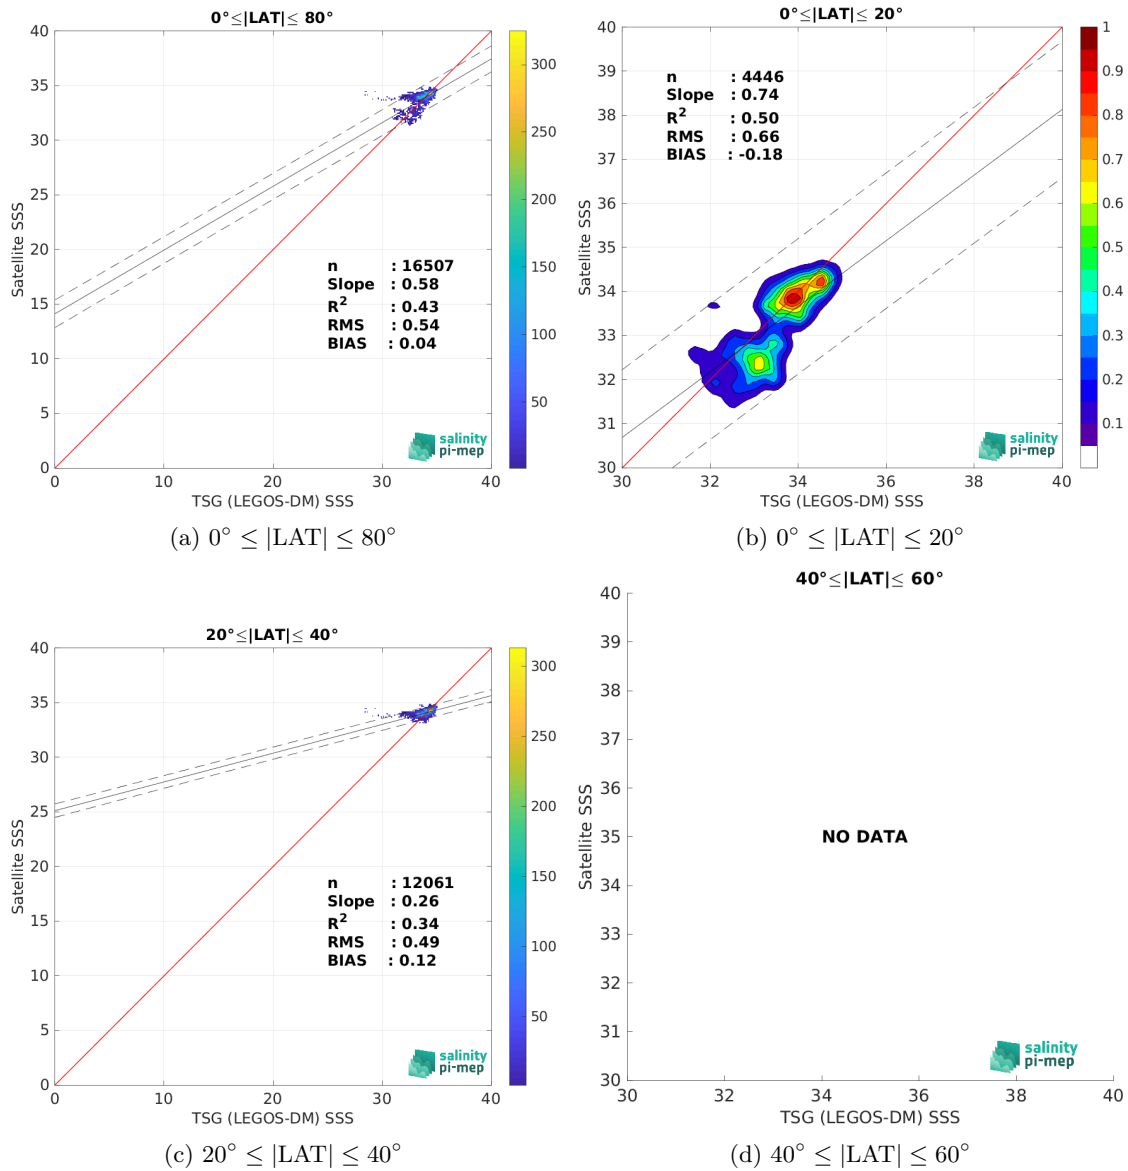 0°≤|LAT|≤ 80°
40
35
30
25
20
15
10
5
0
Satellite SSS
0
10
20
30
40
TSG (LEGOS-DM) SSS
n : 16507
Slope : 0.58
R² : 0.43
RMS : 0.54
BIAS : 0.04
salinity
pi-mep
300
250
200
150
100
50
(a) 0° ≤ |LAT| ≤ 80°
0°≤|LAT|≤ 20°
40
39
38
37
36
35
34
33
32
31
30
Satellite SSS
30
32
34
36
38
40
TSG (LEGOS-DM) SSS
n : 4446
Slope : 0.74
R² : 0.50
RMS : 0.66
BIAS : -0.18
salinity
pi-mep
1
0.9
0.8
0.7
0.6
0.5
0.4
0.3
0.2
0.1
(b) 0° ≤ |LAT| ≤ 20°
20°≤|LAT|≤ 40°
40
35
30
25
20
15
10
5
0
Satellite SSS
0
10
20
30
40
TSG (LEGOS-DM) SSS
n : 12061
Slope : 0.26
R² : 0.34
RMS : 0.49
BIAS : 0.12
salinity
pi-mep
300
250
200
150
100
50
(c) 20° ≤ |LAT| ≤ 40°
40°≤|LAT|≤ 60°
40
39
38
37
36
35
34
33
32
31
30
Satellite SSS
NO DATA
30
32
34
36
38
40
TSG (LEGOS-DM) SSS
salinity
pi-mep
(d) 40° ≤ |LAT| ≤ 60°